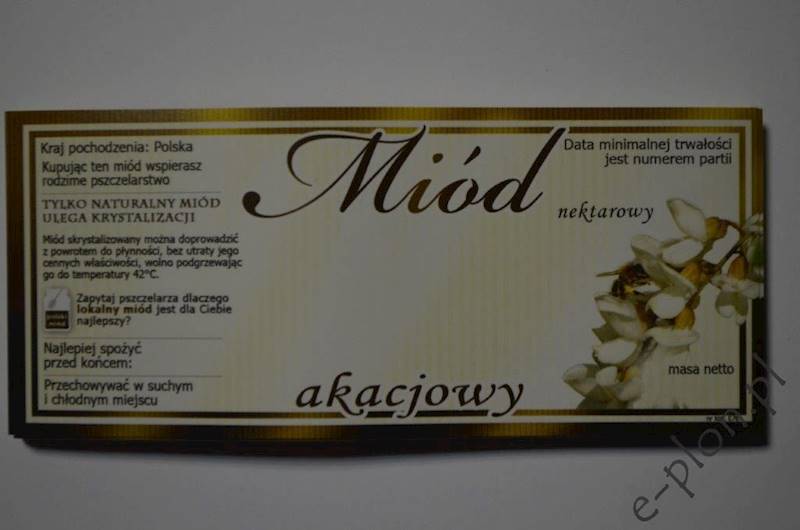 Kraj pochodzenia: Polska
Kupując ten miód wspierasz
rodzime pszczelarstwo
TYLKO NATURALNY MIÓD
ULEGA KRYSTALIZACJI
Miód skrystalizowany można doprowadzić
z powrotem do płynności, bez utraty jego
cennych właściwości, wolno podgrzewając
go do temperatury 42°C.
polski
miód
Zapytaj pszczelarza dlaczego
lokalny miód jest dla Ciebie
najlepszy?
Najlepiej spożyć
przed końcem:
Przechowywać w suchym
i chłodnym miejscu
Miód
nektarowy
akacjowy
Data minimalnej trwałości
jest numerem partii
masa netto
e-plon.pl